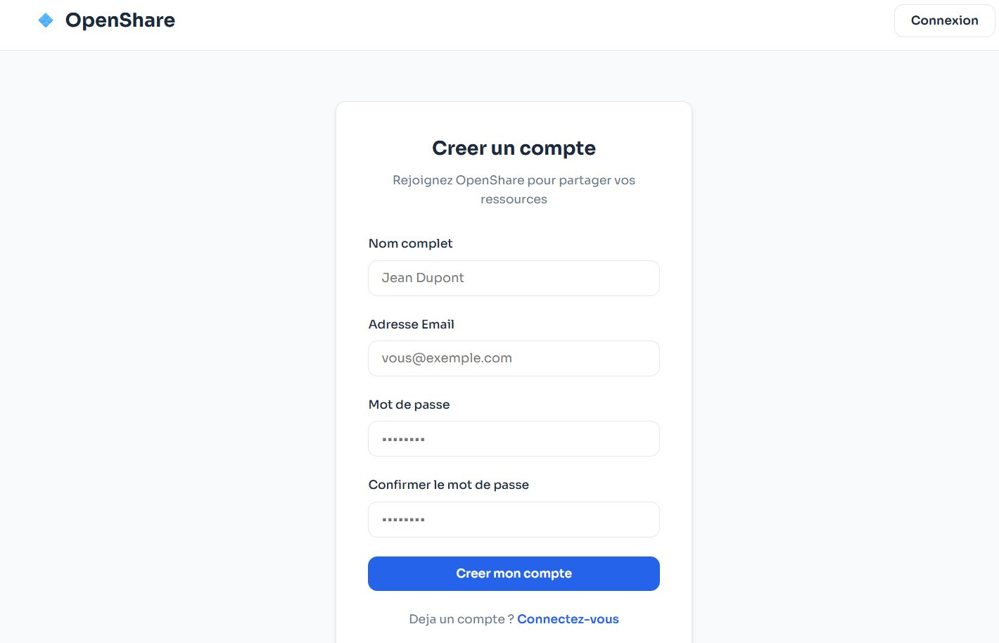 OpenShare
Connexion
Creer un compte
Rejoignez OpenShare pour partager vos
ressources
Nom complet
Jean Dupont
Adresse Email
vous@exemple.com
Mot de passe
••••••••
Confirmer le mot de passe
••••••••
Creer mon compte
Deja un compte ? Connectez-vous